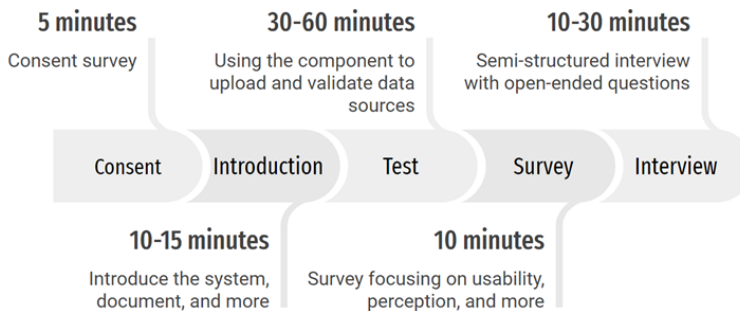 5 minutes
Consent survey
30-60 minutes
Using the component to
upload and validate data
sources
10-30 minutes
Semi-structured interview
with open-ended questions
Consent
Introduction
Test
Survey
Interview
10-15 minutes
Introduce the system,
document, and more
10 minutes
Survey focusing on usability,
perception, and more